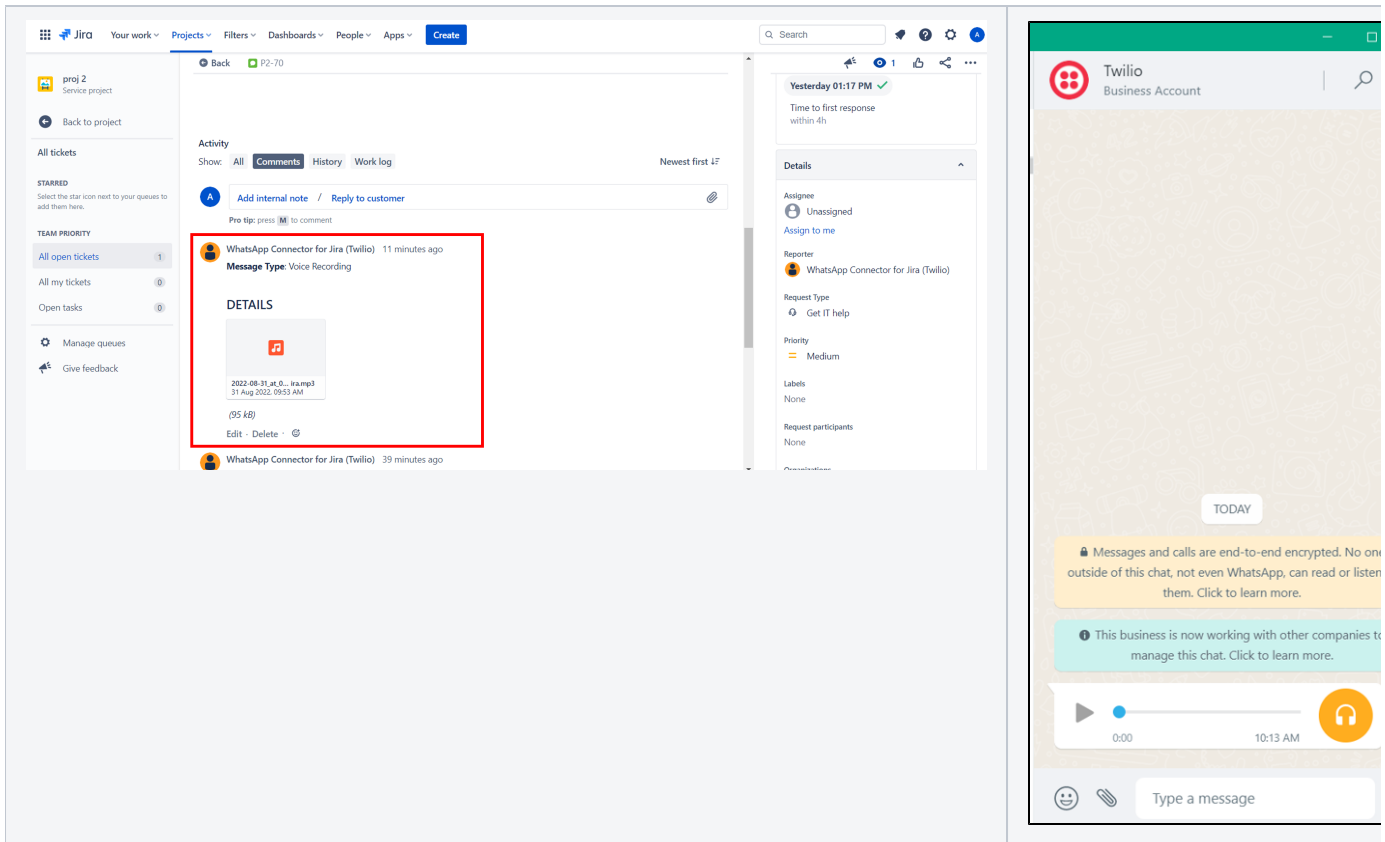 Jira Your work Projects Filters Dashboards People Apps Create Search A
proj 2
Service project
Back to project
All tickets
STARRED
Select the star icon next to your queues to
add them here.
TEAM PRIORITY
All open tickets 1
All my tickets 0
Open tasks 0
Manage queues
Give feedback
Back P2-70
Activity
Show: All Comments History Work log Newest first
A Add internal note / Reply to customer
Pro tip: press M to comment
WhatsApp Connector for Jira (Twilio) 11 minutes ago
Message Type: Voice Recording
DETAILS
2022-08-31_at_0... ira.mp3
31 Aug 2022, 09:53 AM
(95 kB)
Edit · Delete ·
WhatsApp Connector for Jira (Twilio) 39 minutes ago
1
Yesterday 01:17 PM
Time to first response
within 4h
Details
Assignee
Unassigned
Assign to me
Reporter
WhatsApp Connector for Jira (Twilio)
Request Type
Get IT help
Priority
Medium
Labels
None
Request participants
None
Organizations
Twilio
Business Account
TODAY
Messages and calls are end-to-end encrypted. No one
outside of this chat, not even WhatsApp, can read or listen
them. Click to learn more.
This business is now working with other companies to
manage this chat. Click to learn more.
0:00 10:13 AM
Type a message